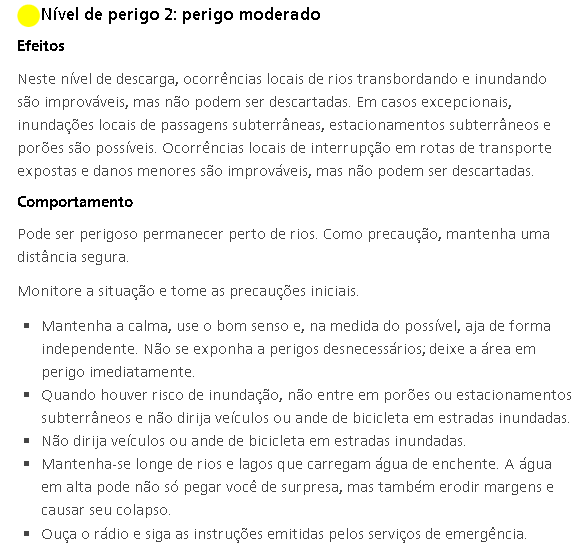 Nível de perigo 2: perigo moderado
Efeitos
Neste nível de descarga, ocorrências locais de rios transbordando e inundando
são improváveis, mas não podem ser descartadas. Em casos excepcionais,
inundações locais de passagens subterrâneas, estacionamentos subterrâneos e
porões são possíveis. Ocorrências locais de interrupção em rotas de transporte
expostas e danos menores são improváveis, mas não podem ser descartadas.
Comportamento
Pode ser perigoso permanecer perto de rios. Como precaução, mantenha uma
distância segura.
Monitore a situação e tome as precauções iniciais.
▪ Mantenha a calma, use o bom senso e, na medida do possível, aja de forma
independente. Não se exponha a perigos desnecessários; deixe a área em
perigo imediatamente.
▪ Quando houver risco de inundação, não entre em porões ou estacionamentos
subterrâneos e não dirija veículos ou ande de bicicleta em estradas inundadas.
▪ Não dirija veículos ou ande de bicicleta em estradas inundadas.
▪ Mantenha-se longe de rios e lagos que carregam água de enchente. A água
em alta pode não só pegar você de surpresa, mas também erodir margens e
causar seu colapso.
▪ Ouça o rádio e siga as instruções emitidas pelos serviços de emergência.